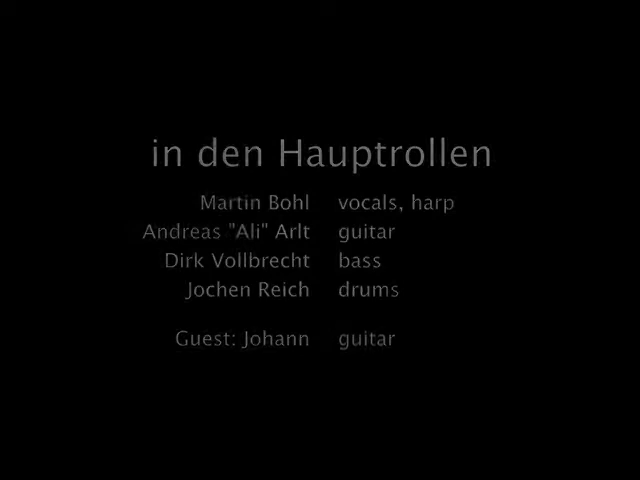 in den Hauptrollen
Martin Bohl vocals, harp
Andreas "Ali" Arlt guitar
Dirk Vollbrecht bass
Jochen Reich drums
Guest: Johann guitar